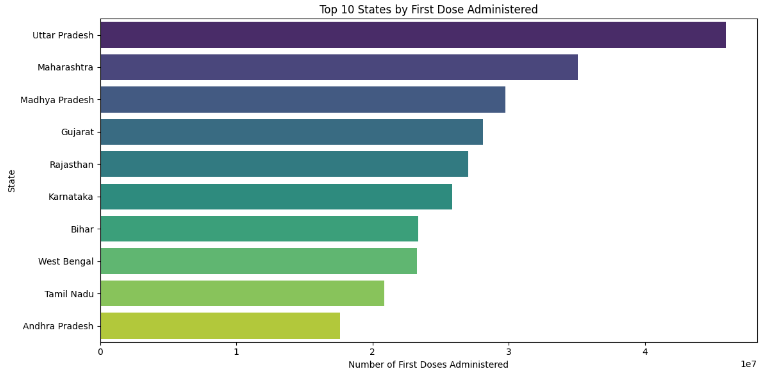 Top 10 States by First Dose Administered
State
Uttar Pradesh
Maharashtra
Madhya Pradesh
Gujarat
Rajasthan
Karnataka
Bihar
West Bengal
Tamil Nadu
Andhra Pradesh
0 1 2 3 4
1e7
Number of First Doses Administered